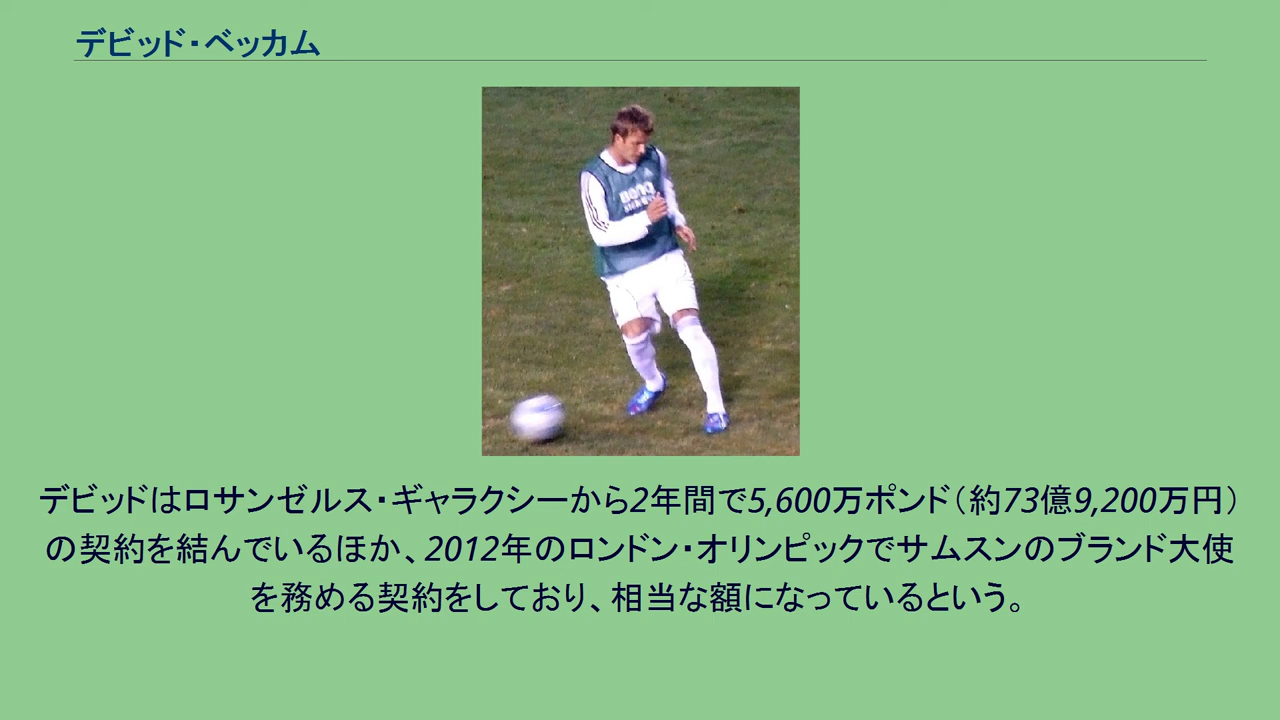 デビッド・ベッカム
デビッドはロサンゼルス・ギャラクシーから2年間で5,600万ポンド（約73億9,200万円）
の契約を結んでいるほか、2012年のロンドン・オリンピックでサムスンのブランド大使
を務める契約をしており、相当な額になっているという。